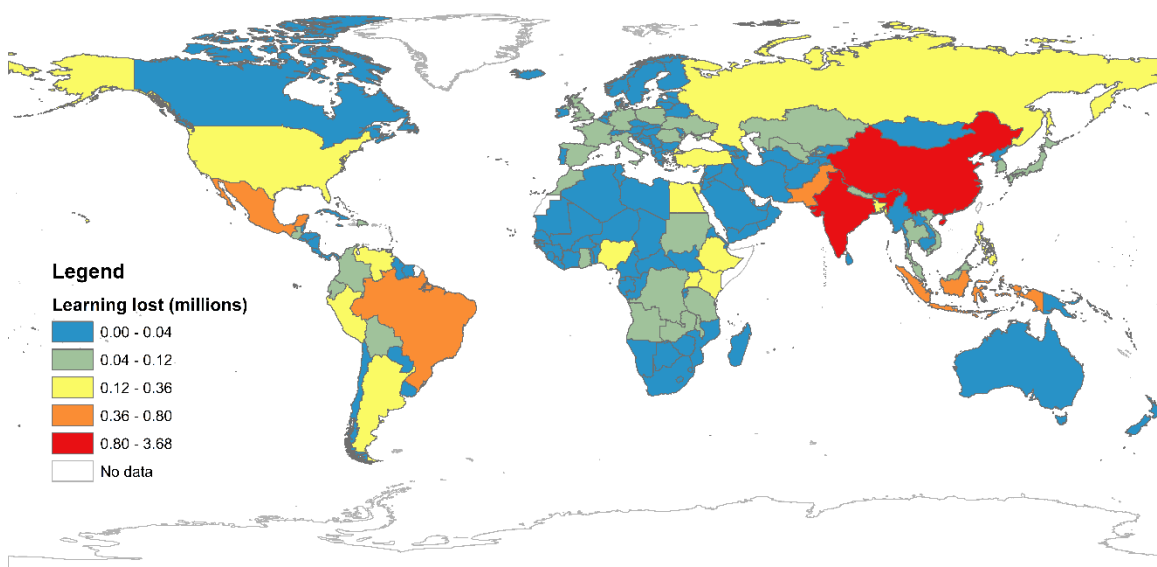 Legend
Learning lost (millions)
0.00 - 0.04
0.04 - 0.12
0.12 - 0.36
0.36 - 0.80
0.80 - 3.68
No data